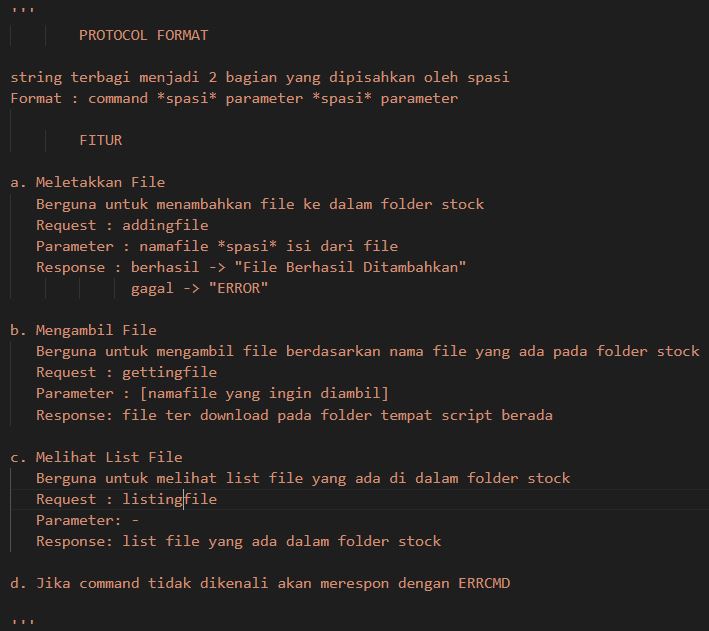 '''
PROTOCOL FORMAT
string terbagi menjadi 2 bagian yang dipisahkan oleh spasi
Format : command *spasi* parameter *spasi* parameter
FITUR
a. Meletakkan File
Berguna untuk menambahkan file ke dalam folder stock
Request : addingfile
Parameter : namafile *spasi* isi dari file
Response : berhasil -> "File Berhasil Ditambahkan"
gagal -> "ERROR"
b. Mengambil File
Berguna untuk mengambil file berdasarkan nama file yang ada pada folder stock
Request : gettingfile
Parameter : [namafile yang ingin diambil]
Response: file ter download pada folder tempat script berada
c. Melihat List File
Berguna untuk melihat list file yang ada di dalam folder stock
Request : listingfile
Parameter: -
Response: list file yang ada dalam folder stock
d. Jika command tidak dikenali akan merespon dengan ERRCMD
'''